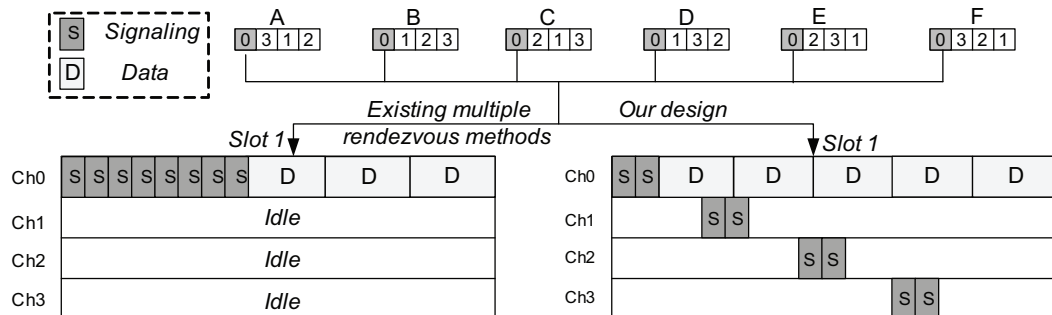 S Signaling
D Data
A B C D E F
0 3 1 2 0 1 2 3 0 2 1 3 0 1 3 2 0 2 3 1 0 3 2 1
Existing multiple rendezvous methods
Our design
Slot 1
Ch0 S S S S S S S S D D D
Ch1 Idle
Ch2 Idle
Ch3 Idle
Slot 1
Ch0 S S D D D D D
Ch1 S S
Ch2 S S
Ch3 S S